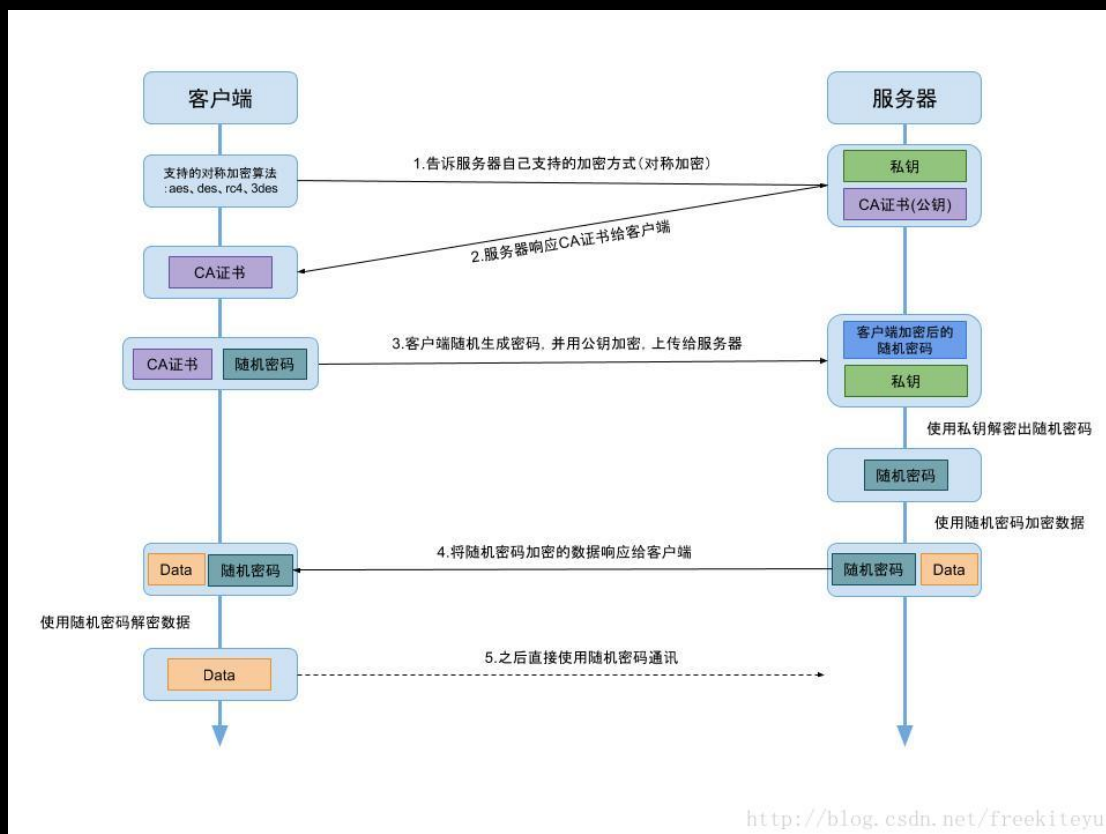 客户端
服务器
支持的对称加密算法
:aes、des、rc4、3des
1.告诉服务器自己支持的加密方式(对称加密)
私钥
CA证书(公钥)
2.服务器响应CA证书给客户端
CA证书
CA证书
随机密码
3.客户端随机生成密码, 并用公钥加密, 上传给服务器
客户端加密后的
随机密码
私钥
使用私钥解密出随机密码
随机密码
使用随机密码加密数据
Data
随机密码
4.将随机密码加密的数据响应给客户端
随机密码
Data
使用随机密码解密数据
Data
5.之后直接使用随机密码通讯
http://blog.csdn.net/freekiteyu